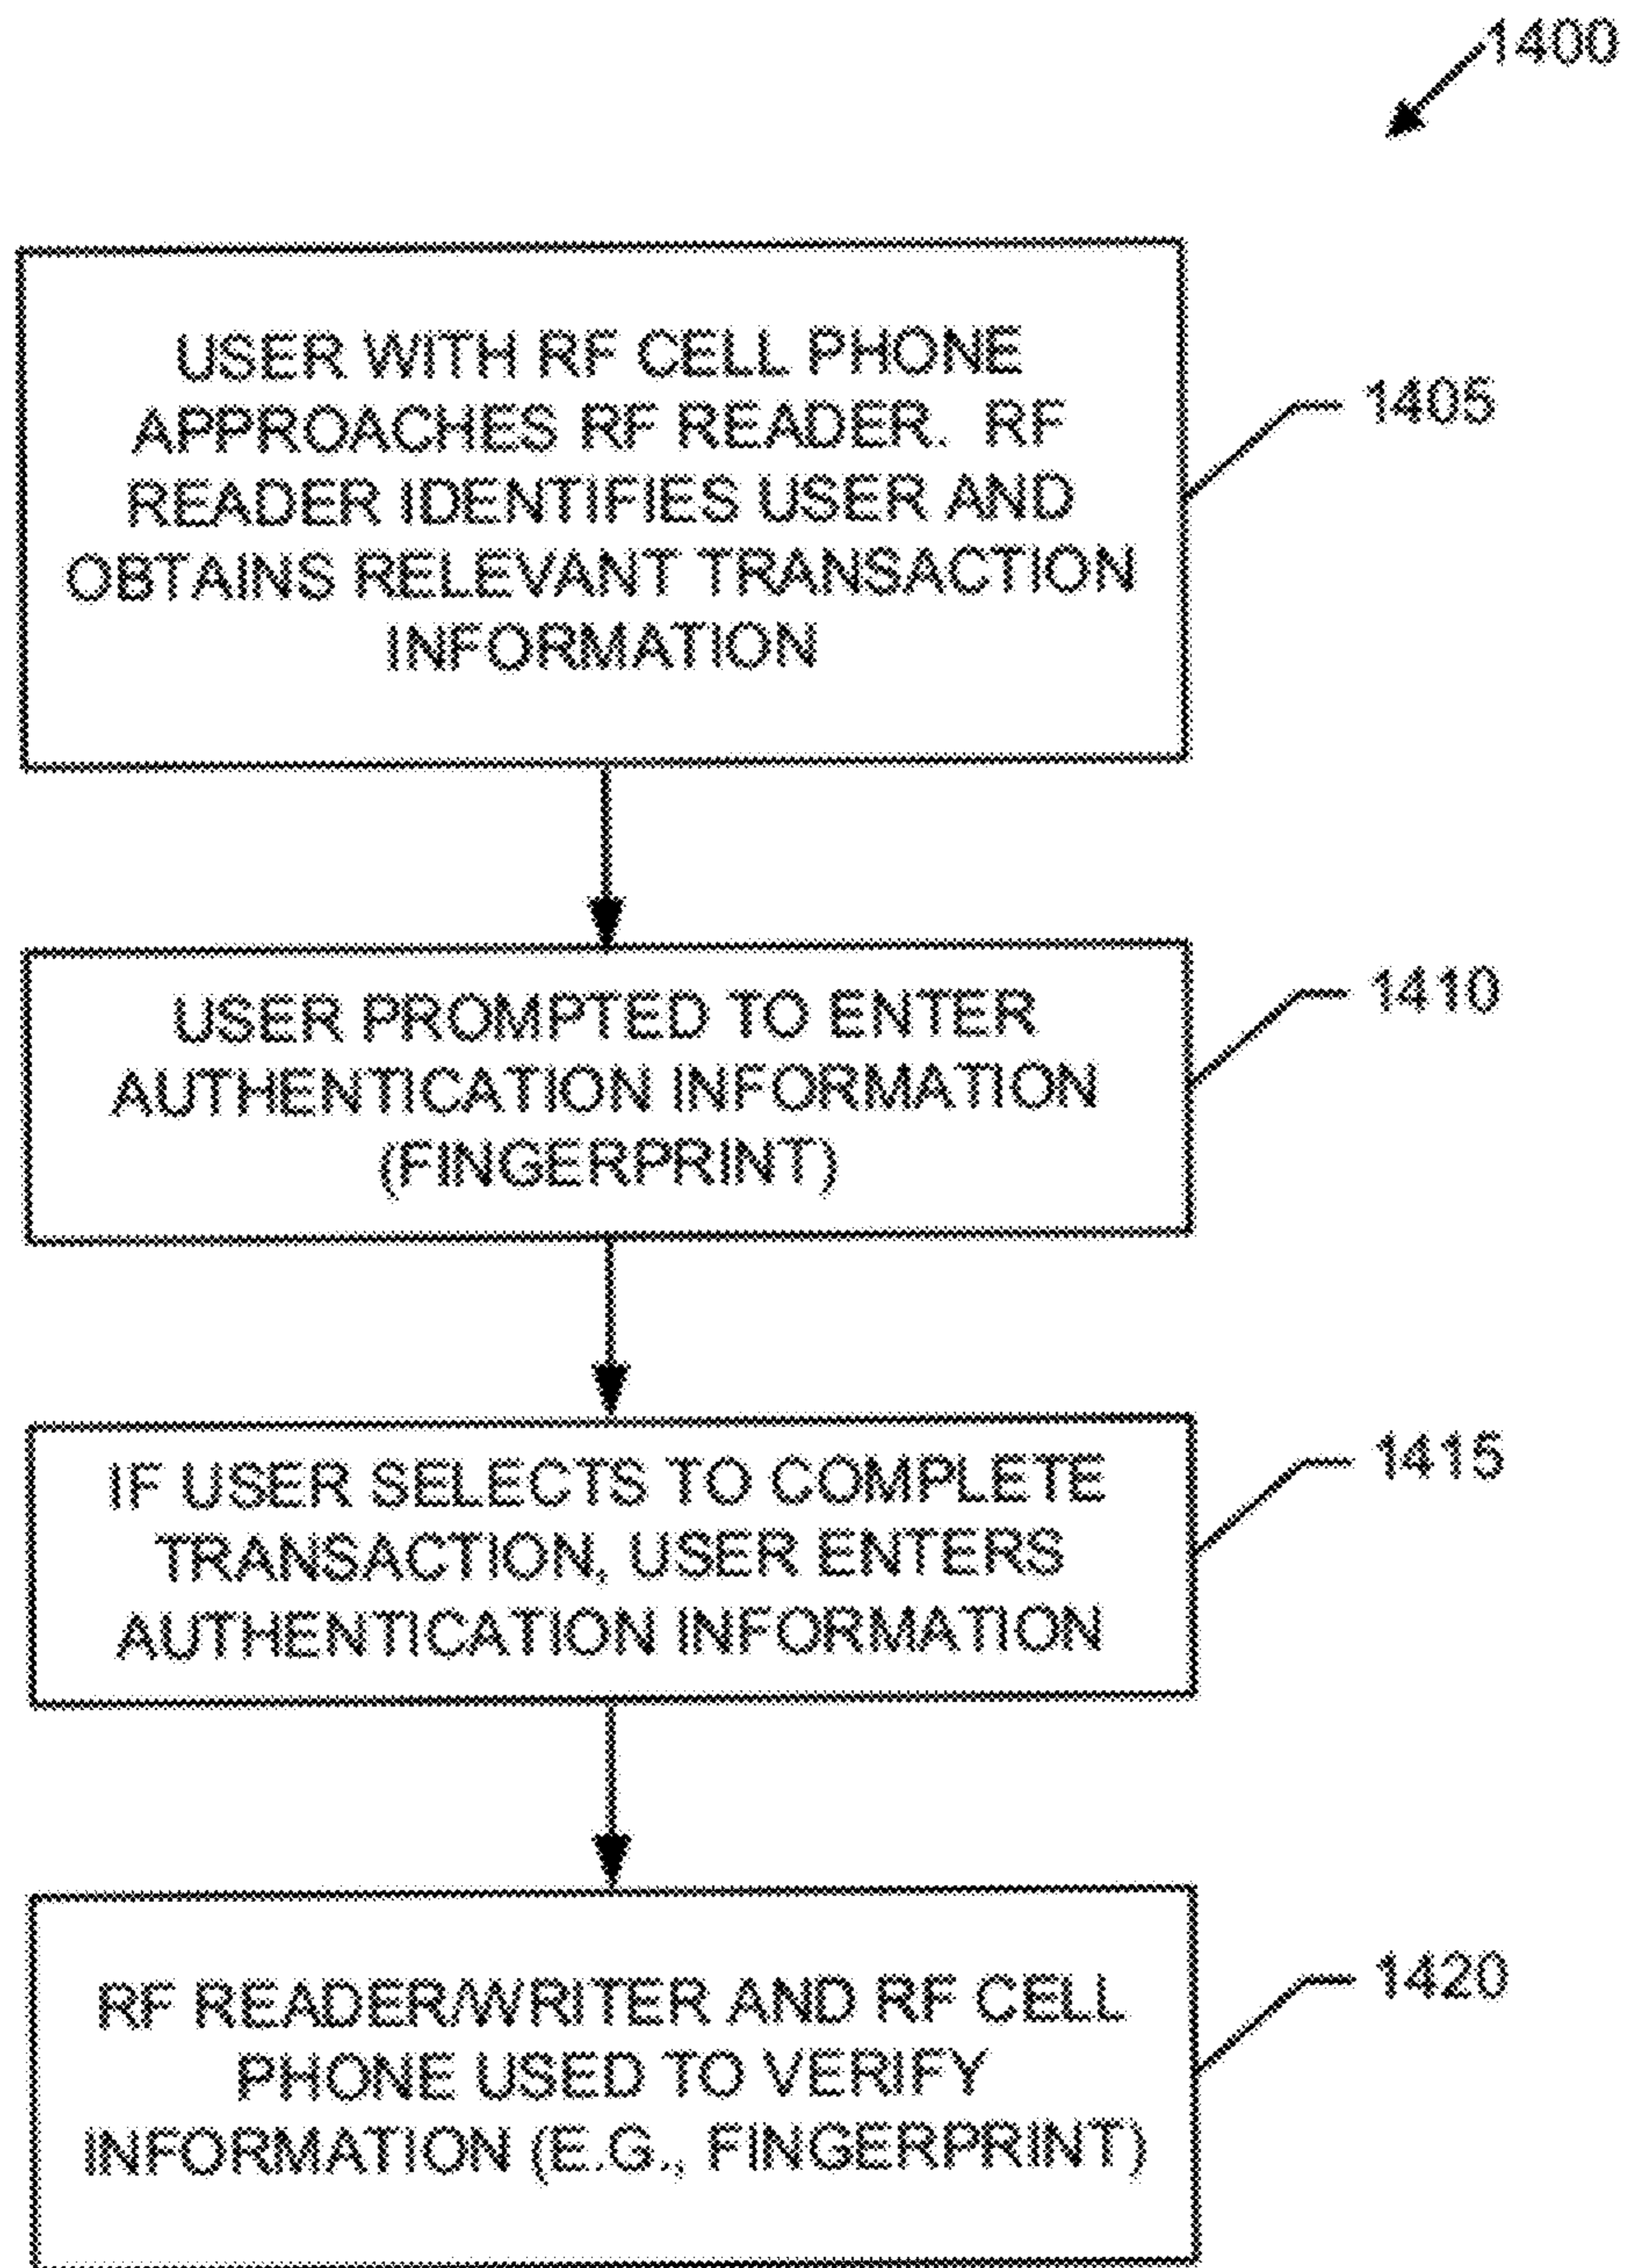 1400
USER WITH RF CELL PHONE
APPROACHES RF READER. RF
READER IDENTIFIES USER AND
OBTAINS RELEVANT TRANSACTION
INFORMATION
1405
USER PROMPTED TO ENTER
AUTHENTICATION INFORMATION
(FINGERPRINT)
1410
IF USER SELECTS TO COMPLETE
TRANSACTION, USER ENTERS
AUTHENTICATION INFORMATION
1415
RF READER/WRITER AND RF CELL
PHONE USED TO VERIFY
INFORMATION (E.G., FINGERPRINT)
1420